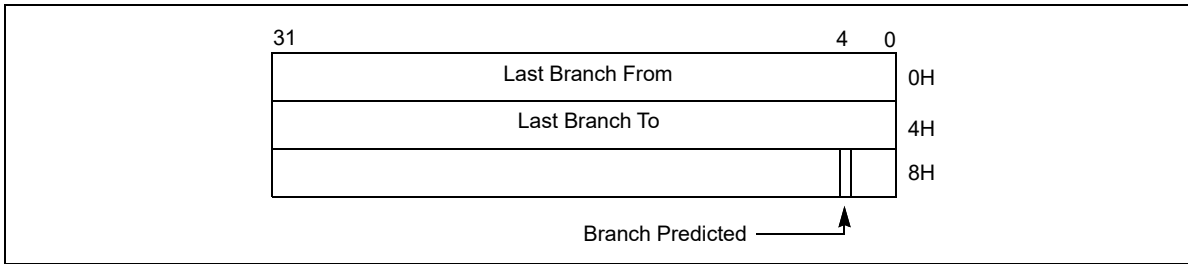 31 4 0
Last Branch From 0H
Last Branch To 4H
8H
Branch Predicted